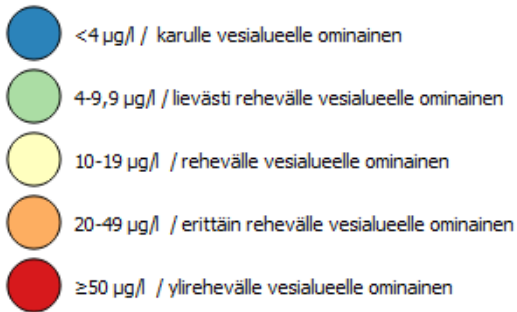 <4 µg/l / karulle vesialueelle ominainen
4-9,9 µg/l / lievästi rehevälle vesialueelle ominainen
10-19 µg/l / rehevälle vesialueelle ominainen
20-49 µg/l / erittäin rehevälle vesialueelle ominainen
≥50 µg/l / ylirehevälle vesialueelle ominainen